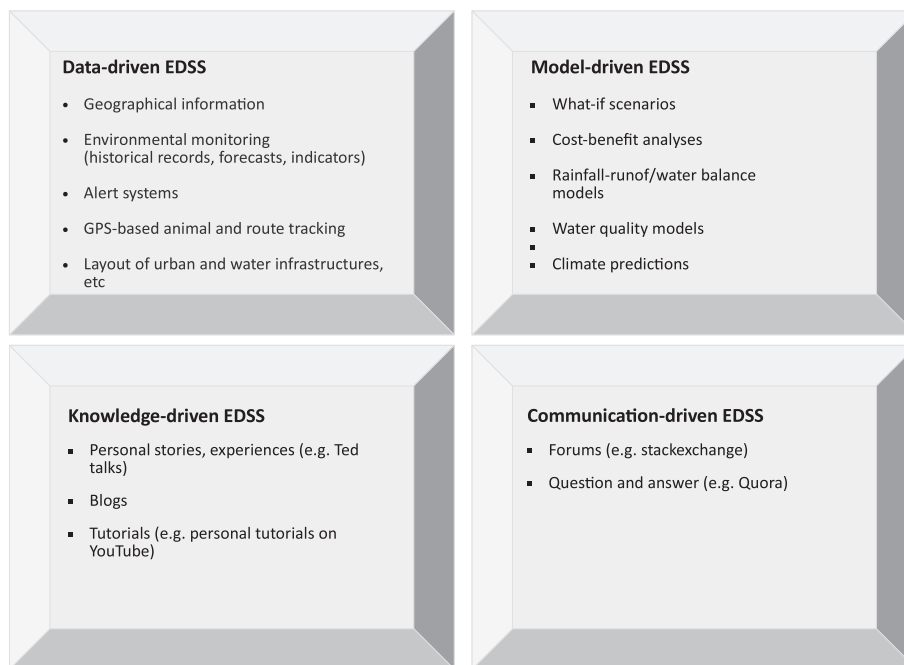 Data-driven EDSS
• Geographical information
• Environmental monitoring
(historical records, forecasts, indicators)
• Alert systems
• GPS-based animal and route tracking
• Layout of urban and water infrastructures,
etc
Model-driven EDSS
▪ What-if scenarios
▪ Cost-benefit analyses
▪ Rainfall-runof/water balance
models
▪ Water quality models
▪
▪ Climate predictions
Knowledge-driven EDSS
▪ Personal stories, experiences (e.g. Ted
talks)
▪ Blogs
▪ Tutorials (e.g. personal tutorials on
YouTube)
Communication-driven EDSS
▪ Forums (e.g. stackexchange)
▪ Question and answer (e.g. Quora)